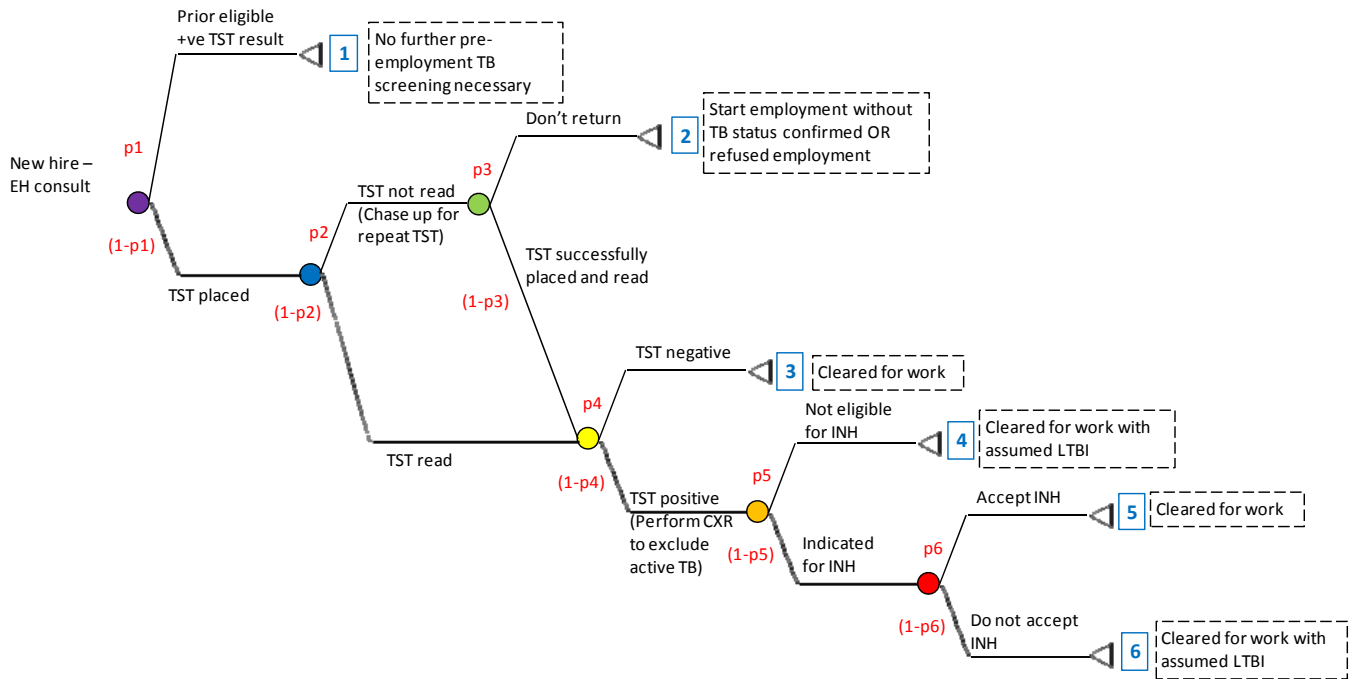 Prior eligible
+ve TST result
1
No further pre-
employment TB
screening necessary
p1
New hire –
EH consult
(1-p1)
TST placed
Don't return
2
Start employment without
TB status confirmed OR
refused employment
p3
p2
TST not read
(Chase up for
repeat TST)
(1-p2)
TST successfully
placed and read
(1-p3)
TST read
TST negative
3
Cleared for work
p4
(1-p4)
Not eligible
for INH
4
Cleared for work with
assumed LTBI
p5
TST positive
(Perform CXR
to exclude
active TB)
(1-p5)
Accept INH
5
Cleared for work
Indicated
for INH
p6
(1-p6)
Do not accept
INH
6
Cleared for work with
assumed LTBI